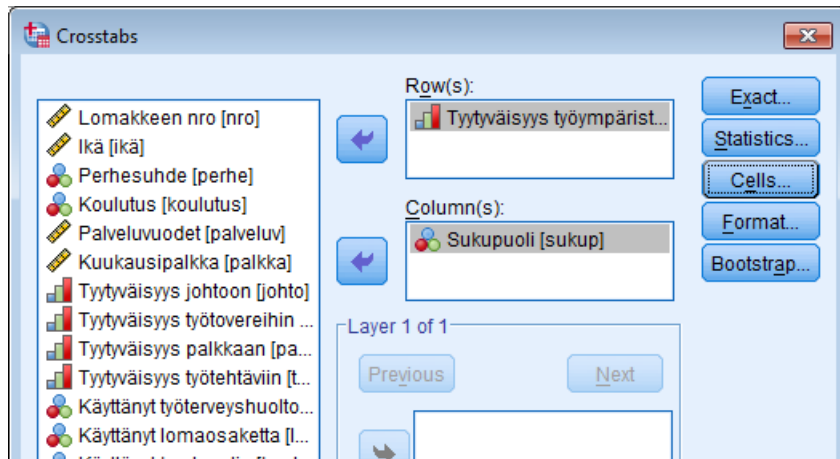 Crosstabs
Lomakkeen nro [nro]
Ikä [ikä]
Perhesuhde [perhe]
Koulutus [koulutus]
Palveluvuodet [palveluv]
Kuukausipalkka [palkka]
Tyytyväisyys johtoon [johto]
Tyytyväisyys työtovereihin ...
Tyytyväisyys palkkaan [pa...
Tyytyväisyys työtehtäviin [t...
Käyttänyt työterveyshuolto...
Käyttänyt lomaosaketta [l...
Row(s):
Tyytyväisyys työympärist...
Column(s):
Sukupuoli [sukup]
Layer 1 of 1
Previous
Next
Exact...
Statistics...
Cells...
Format...
Bootstrap...